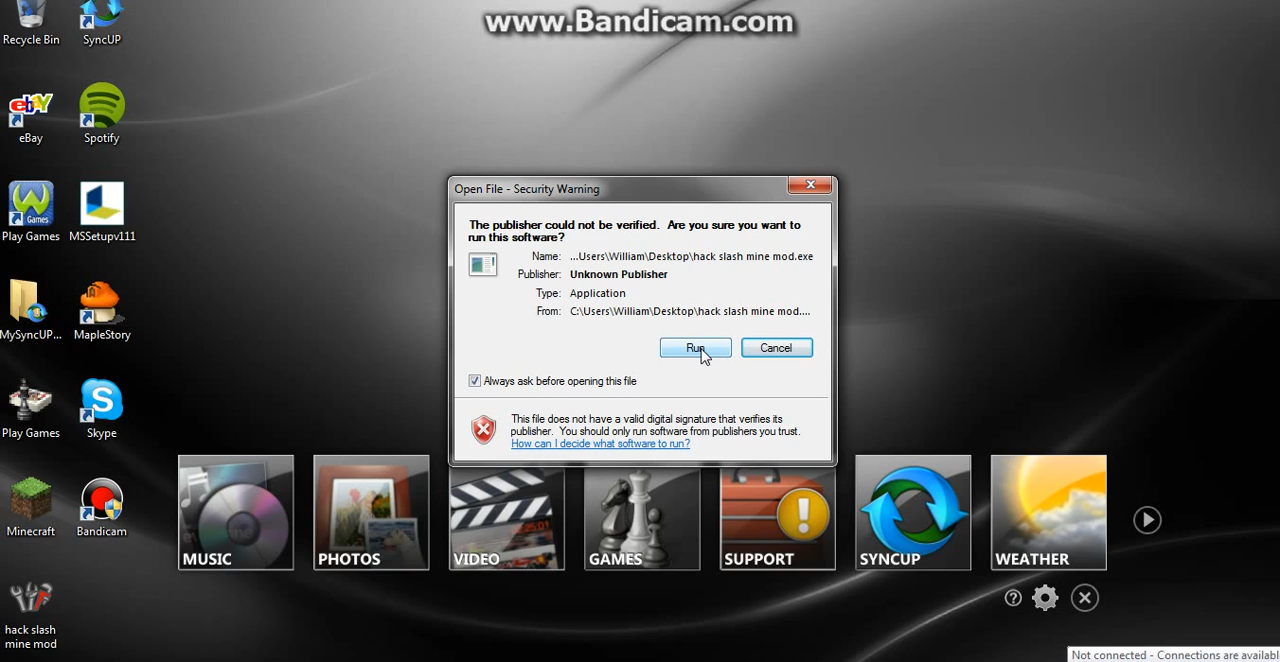 www.Bandicam.com
Recycle Bin
SyncUP
eBay
Spotify
Games
Play Games
MSSetupv111
MySyncUP...
MapleStory
Play Games
Skype
Minecraft
Bandicam
hack slash
mine mod
Open File - Security Warning
The publisher could not be verified. Are you sure you want to
run this software?
Name: ...Users\William\Desktop\hack slash mine mod.exe
Publisher: Unknown Publisher
Type: Application
From: C:\Users\William\Desktop\hack slash mine mod....
Run
Cancel
Always ask before opening this file
This file does not have a valid digital signature that verifies its
publisher. You should only run software from publishers you trust.
How can I decide what software to run?
MUSIC
PHOTOS
VIDEO
GAMES
SUPPORT
SYNCUP
WEATHER
Not connected - Connections are availabl